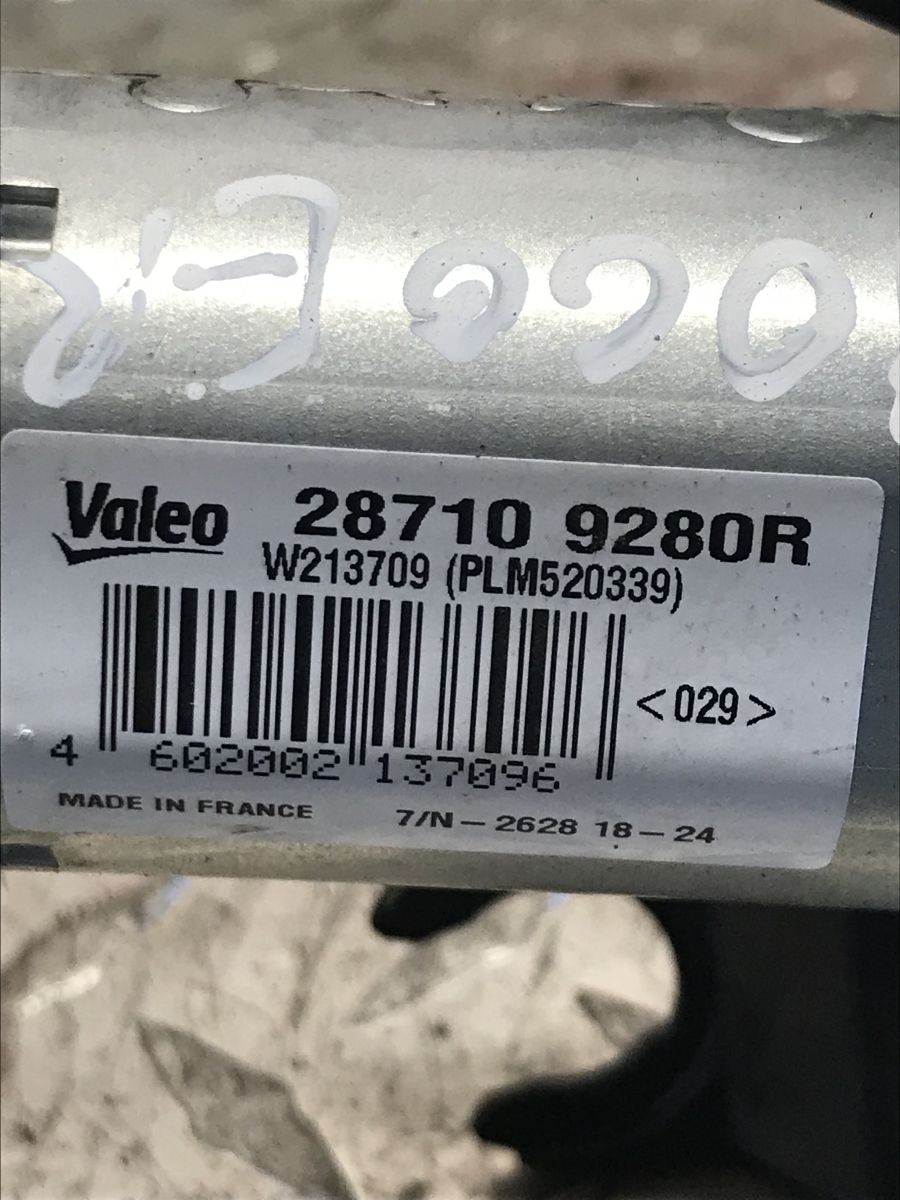 Valeo 28710 9280R
W213709 (PLM520339)
<029>
4 602002 137096
MADE IN FRANCE 7/N – 2628 18 – 24